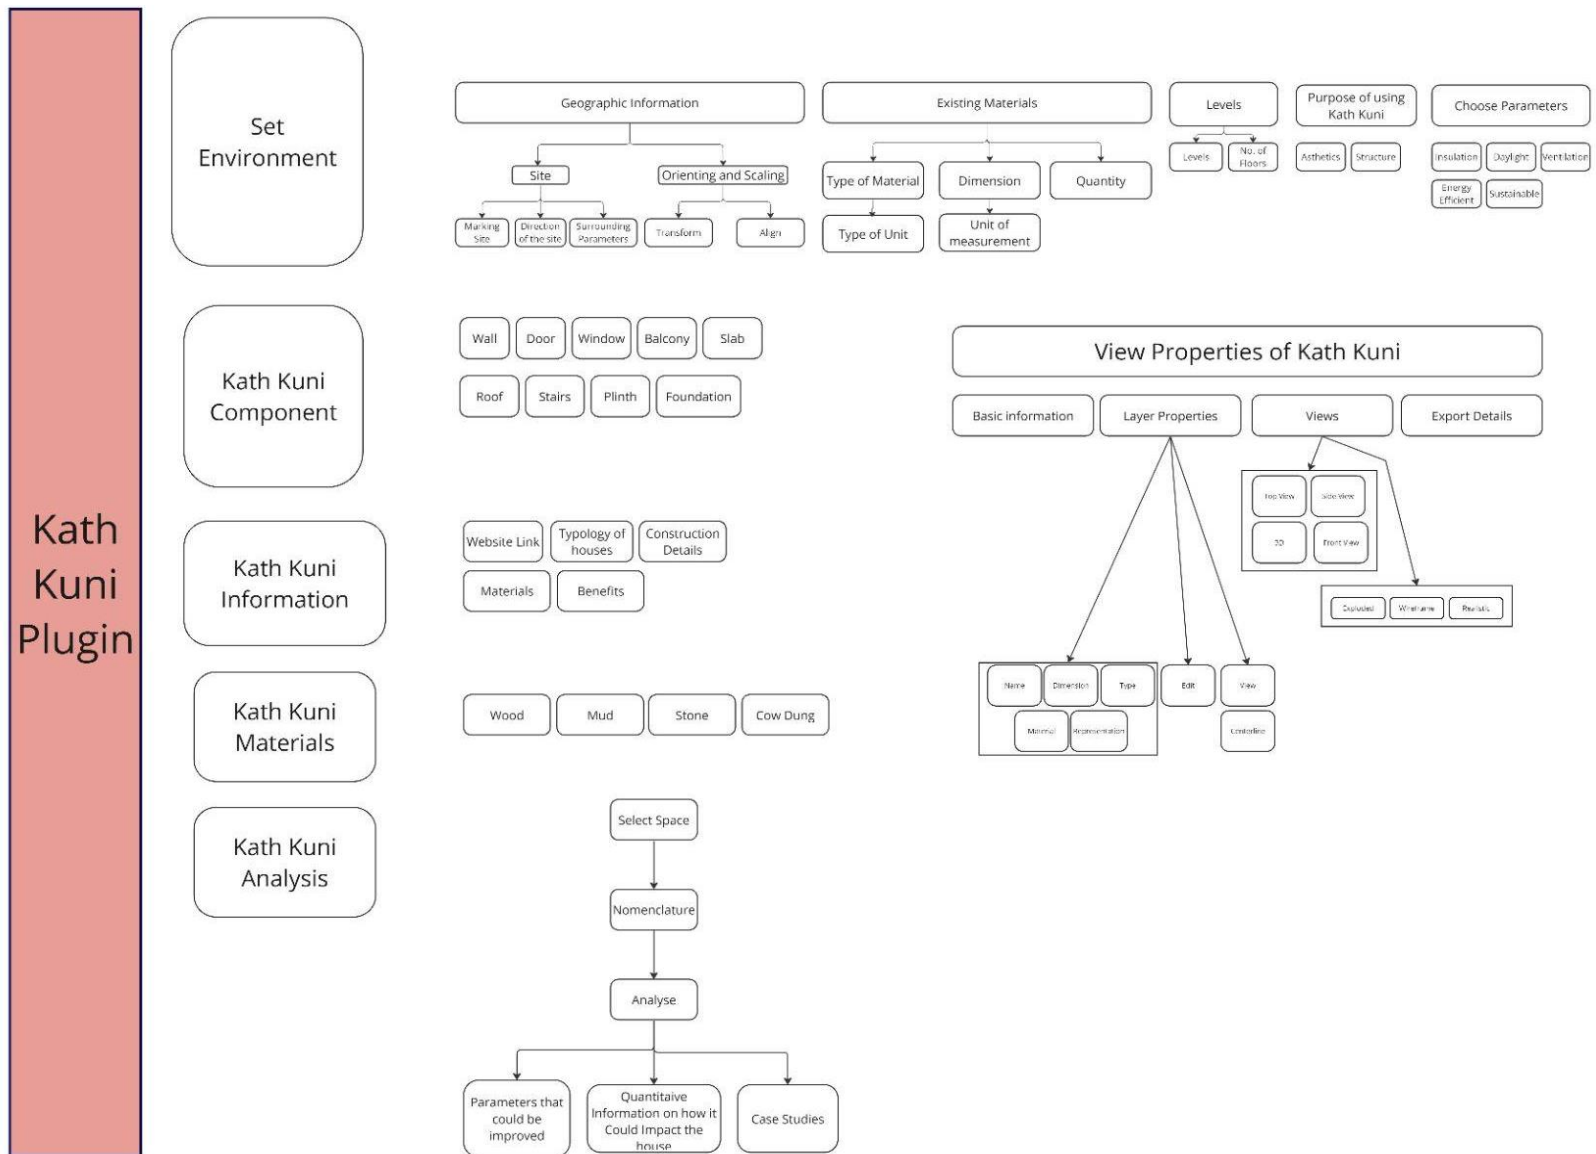 Kath
Kuni
Plugin
Set
Environment
Geographic Information
Site
Orienting and Scaling
Marking
Site
Direction
of the site
Surrounding
Parameters
Transform
Align
Existing Materials
Type of Material
Dimension
Quantity
Type of Unit
Unit of
measurement
Levels
Levels
No. of
Floors
Purpose of using
Kath Kuni
Asthetics
Structure
Choose Parameters
Insulation
Daylight
Ventilation
Energy
Efficient
Sustainable
Kath Kuni
Component
Wall
Door
Window
Balcony
Slab
Roof
Stairs
Plinth
Foundation
View Properties of Kath Kuni
Basic information
Layer Properties
Views
Export Details
Top View
Side View
3D
Front View
Exploded
Wireframe
Realistic
Name
Dimension
Type
Edit
View
Material
Representation
Centerline
Kath Kuni
Information
Website Link
Typology of
houses
Construction
Details
Materials
Benefits
Kath Kuni
Materials
Wood
Mud
Stone
Cow Dung
Kath Kuni
Analysis
Select Space
Nomenclature
Analyse
Parameters that
could be
improved
Quantitaive
Information on how it
Could Impact the
house
Case Studies